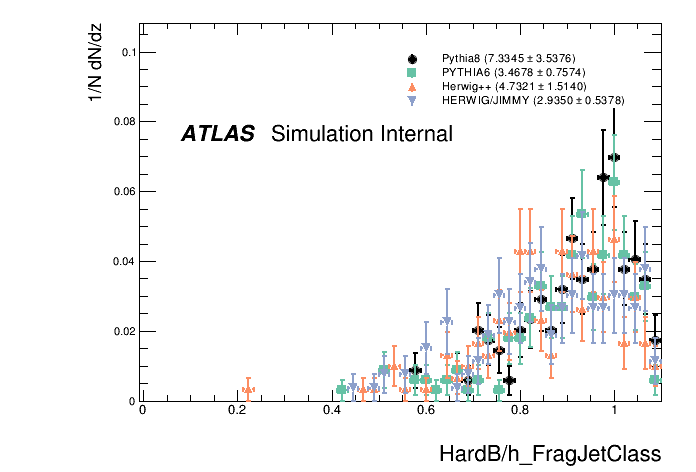 1/N dN/dz
0.1
0.08
0.06
0.04
0.02
0
Pythia8 (7.3345 ± 3.5376)
PYTHIA6 (3.4678 ± 0.7574)
Herwig++ (4.7321 ± 1.5140)
HERWIG/JIMMY (2.9350 ± 0.5378)
ATLAS Simulation Internal
0 0.2 0.4 0.6 0.8 1
HardB/h_FragJetClass